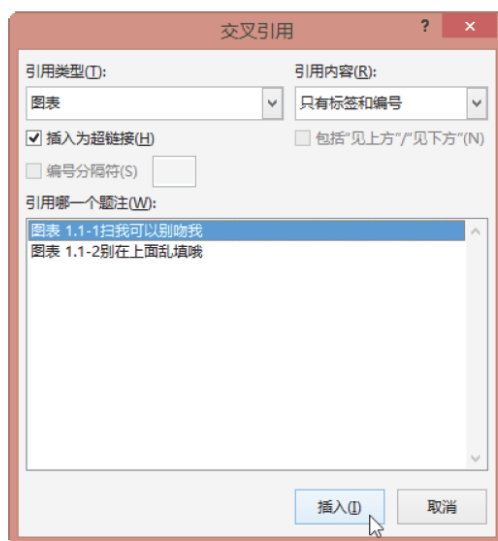 交叉引用 ? ×
引用类型(T): 引用内容(R):
图表 只有标签和编号
插入为超链接(H) 包括“见上方”/“见下方”(N)
编号分隔符(S)
引用哪一个题注(W):
图表 1.1-1扫我可以别吻我
图表 1.1-2别在上面乱填哦
插入(I) 取消